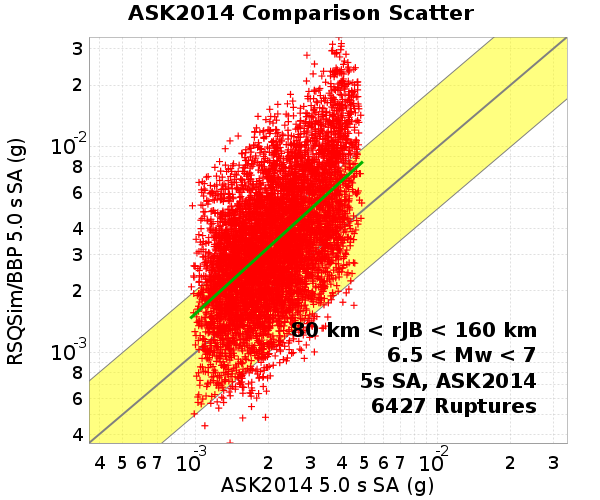 ASK2014 Comparison Scatter
RSQSim/BBP 5.0 s SA (g)
3
2
10-2
8
6
4
3
2
10-3
8
6
4
80 km < rJB < 160 km
6.5 < Mw < 7
5s SA, ASK2014
6427 Ruptures
4 5 6 7 10-3 2 3 4 5 6 7 10-2 2 3
ASK2014 5.0 s SA (g)